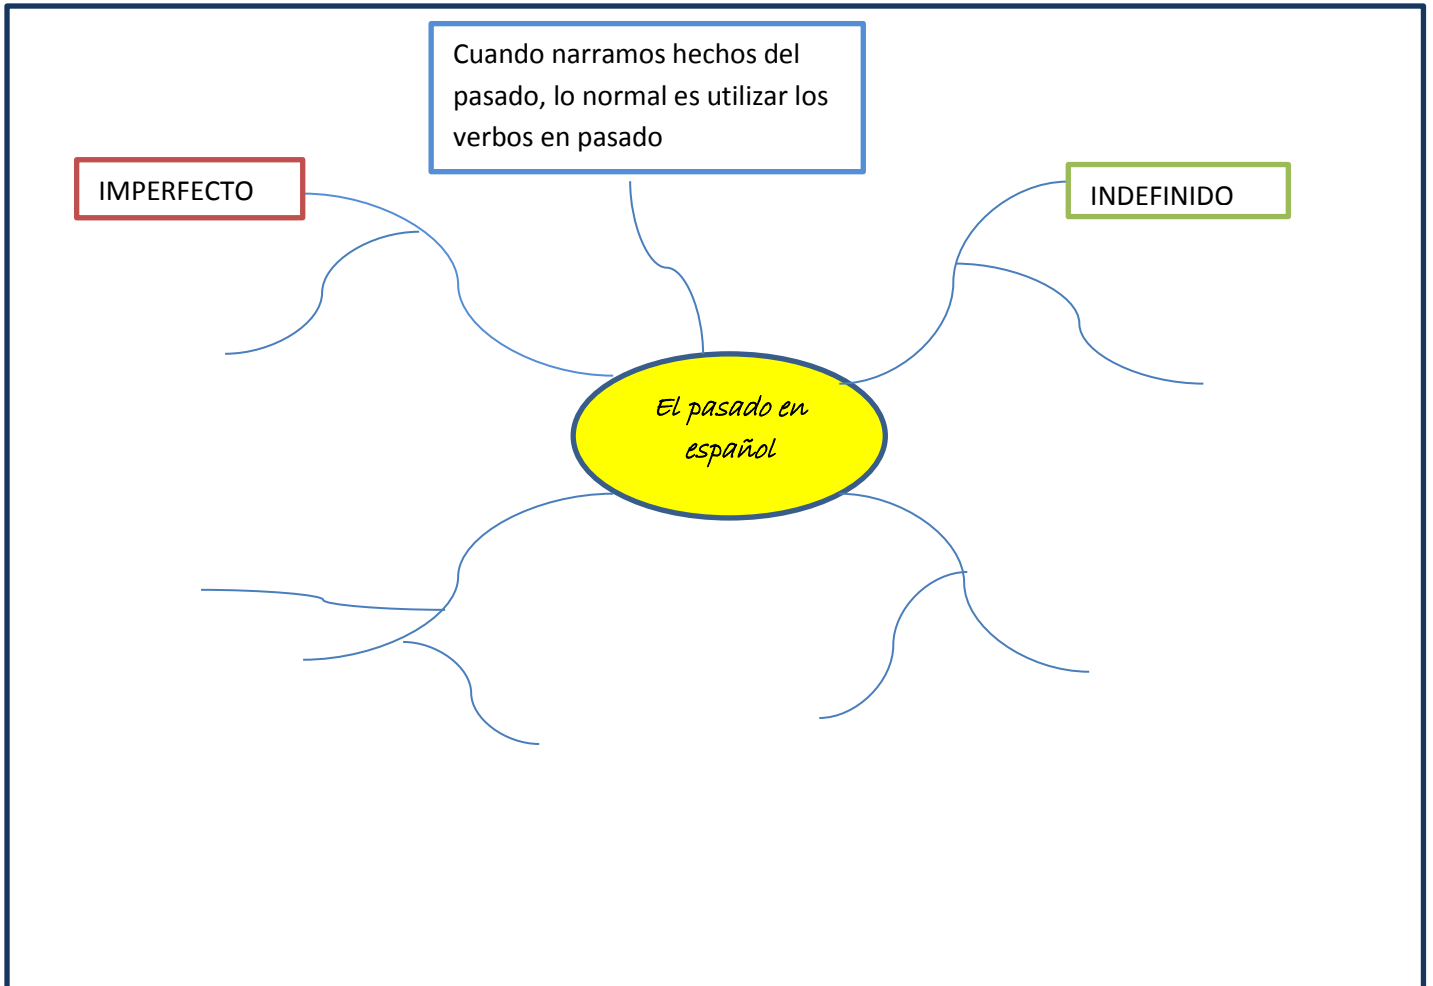 Cuando narramos hechos del
pasado, lo normal es utilizar los
verbos en pasado
IMPERFECTO
INDEFINIDO
El pasado en
español